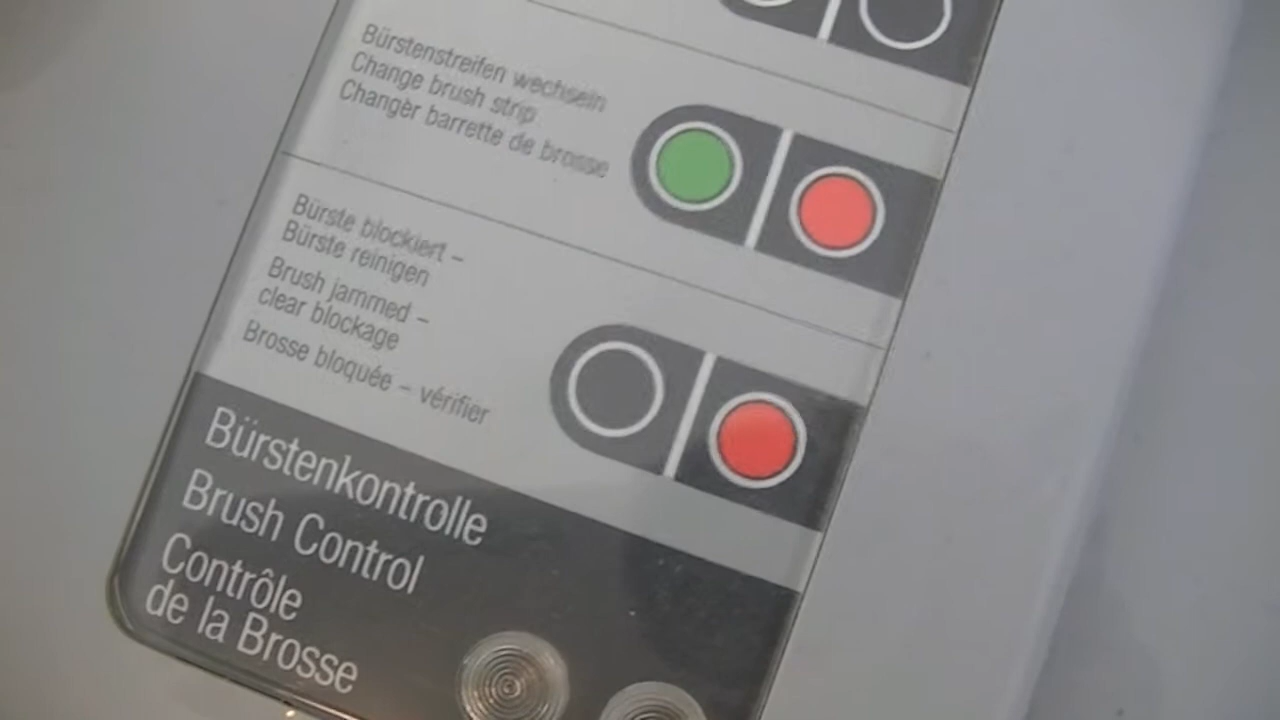 Bürstenstreifen wechseln
Change brush strip
Changer barrette de brosse
Bürste blockiert –
Bürste reinigen
Brush jammed –
clear blockage
Brosse bloquée – vérifier
Bürstenkontrolle
Brush Control
Contrôle
de la Brosse